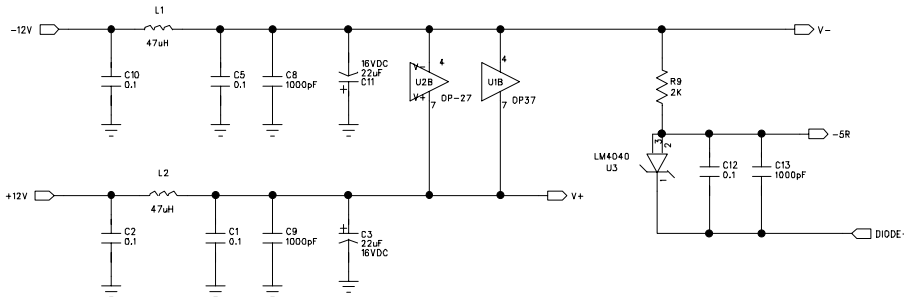 L1
-12V
47uH
V-
C10
0.1
C5
0.1
C8
1000pF
16VDC
22uF
C11
+
V-
4
U2B
V+
7
OP-27
4
U1B
7
OP37
R9
2K
-5R
3
2
LM4040
U3
1
C12
0.1
C13
1000pF
L2
+12V
47uH
V+
C2
0.1
C1
0.1
C9
1000pF
+
C3
22uF
16VDC
DIODE-